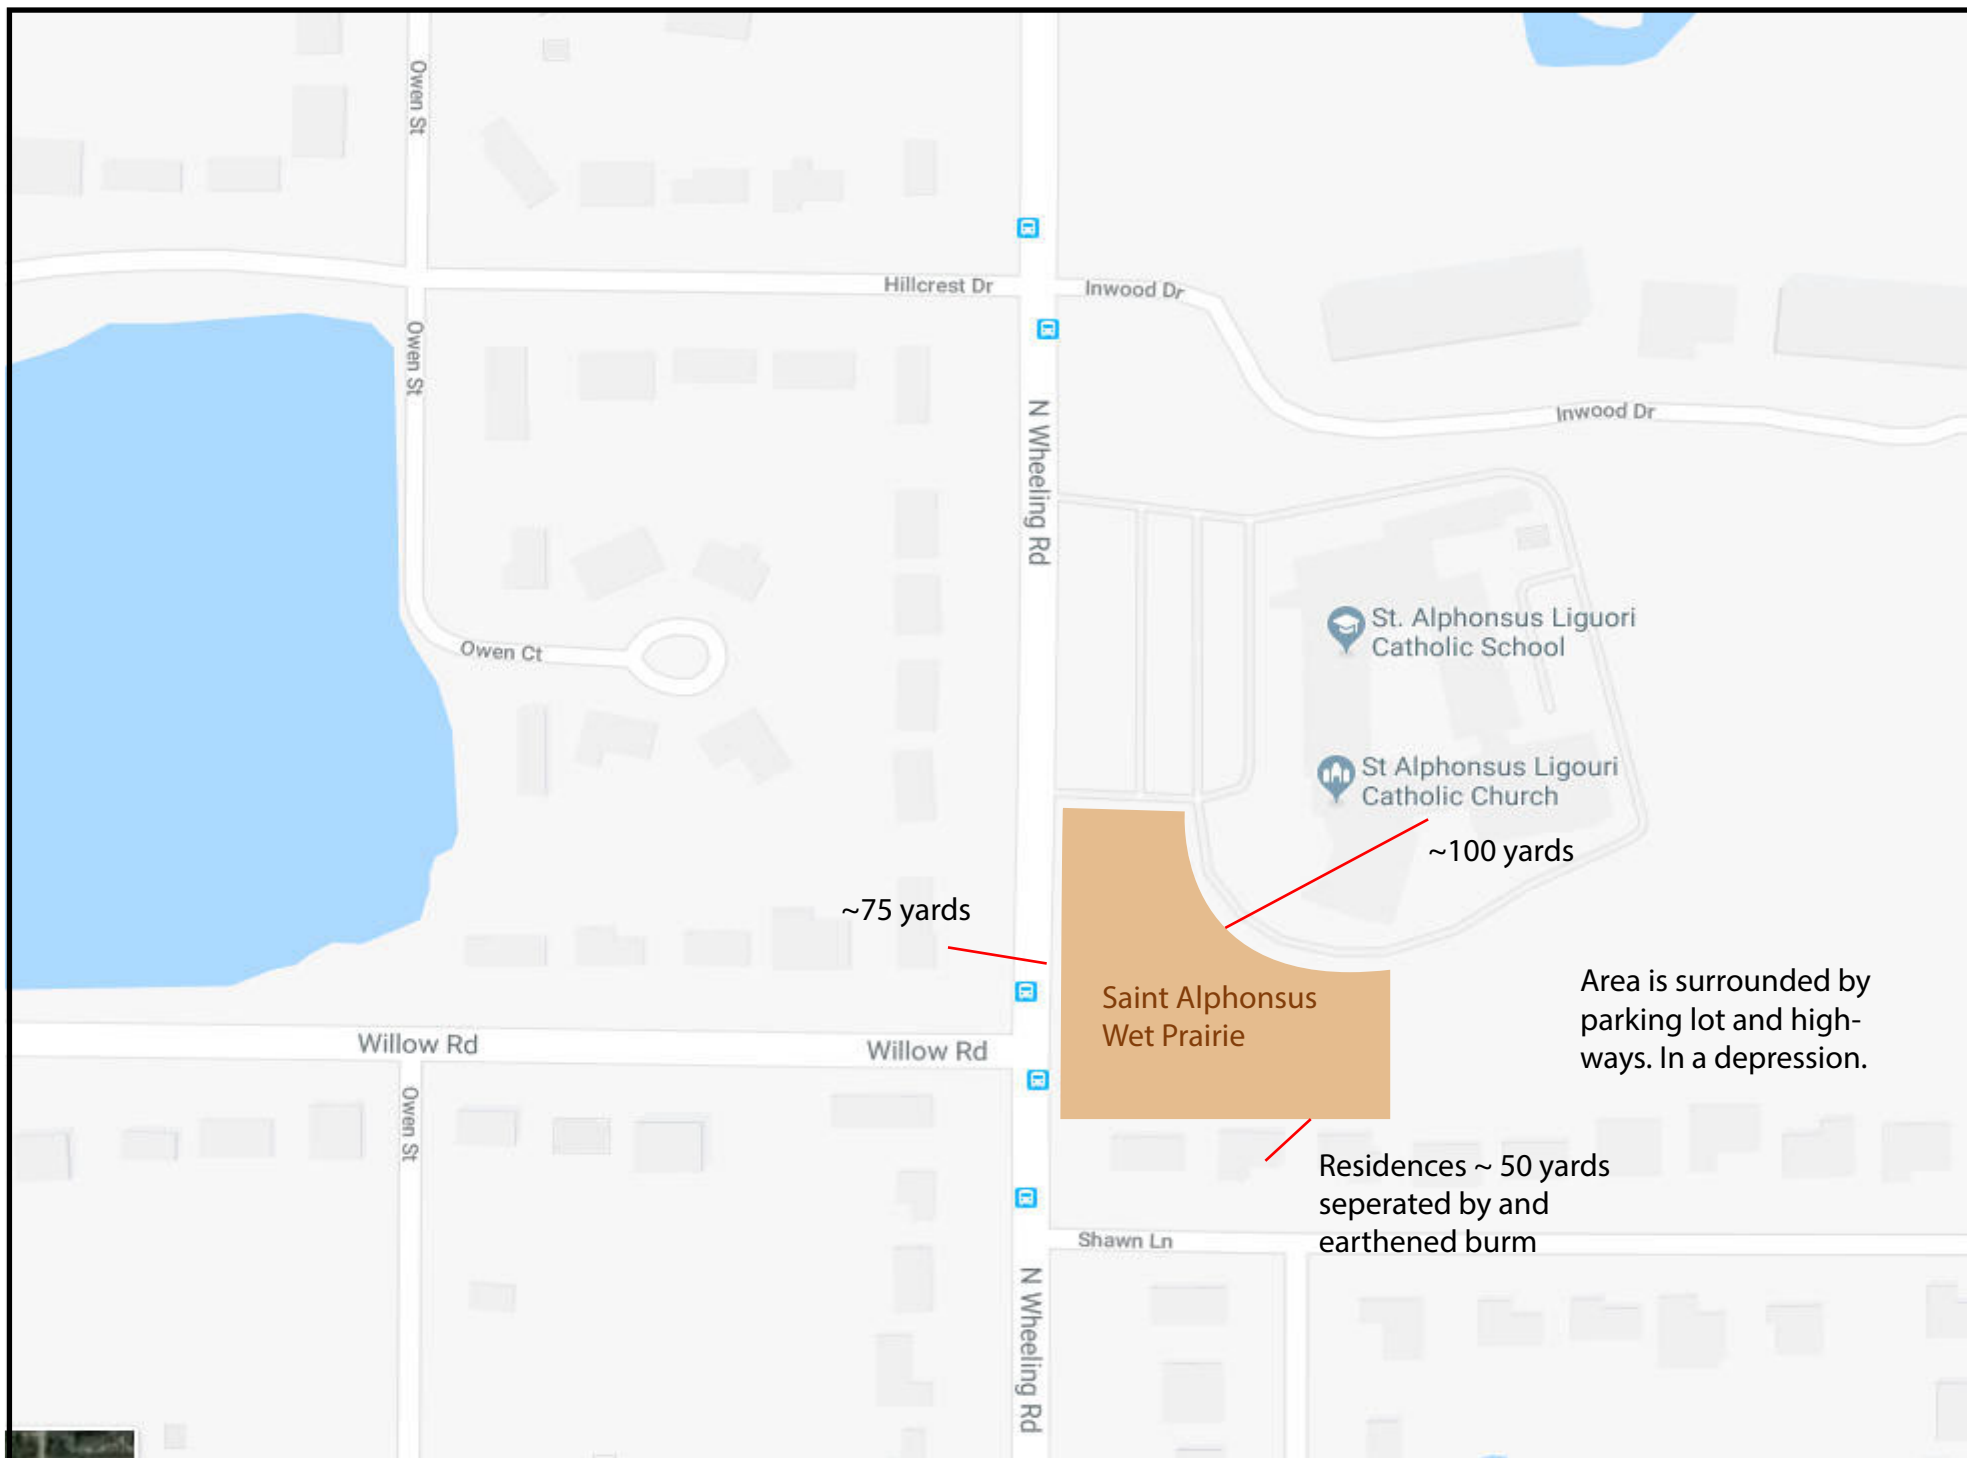 Owen St
Hillcrest Dr
Inwood Dr
Owen St
Inwood Dr
N Wheeling Rd
St. Alphonsus Liguori
Catholic School
Owen Ct
St Alphonsus Ligouri
Catholic Church
~100 yards
~75 yards
Saint Alphonsus
Wet Prairie
Area is surrounded by
parking lot and high-
ways. In a depression.
Willow Rd
Willow Rd
Owen St
Residences ~ 50 yards
seperated by and
earthened burm
Shawn Ln
N Wheeling Rd